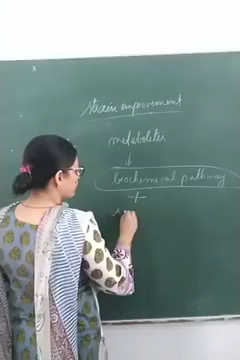 strain improvement
metabolites
↓
biochemical pathway
+